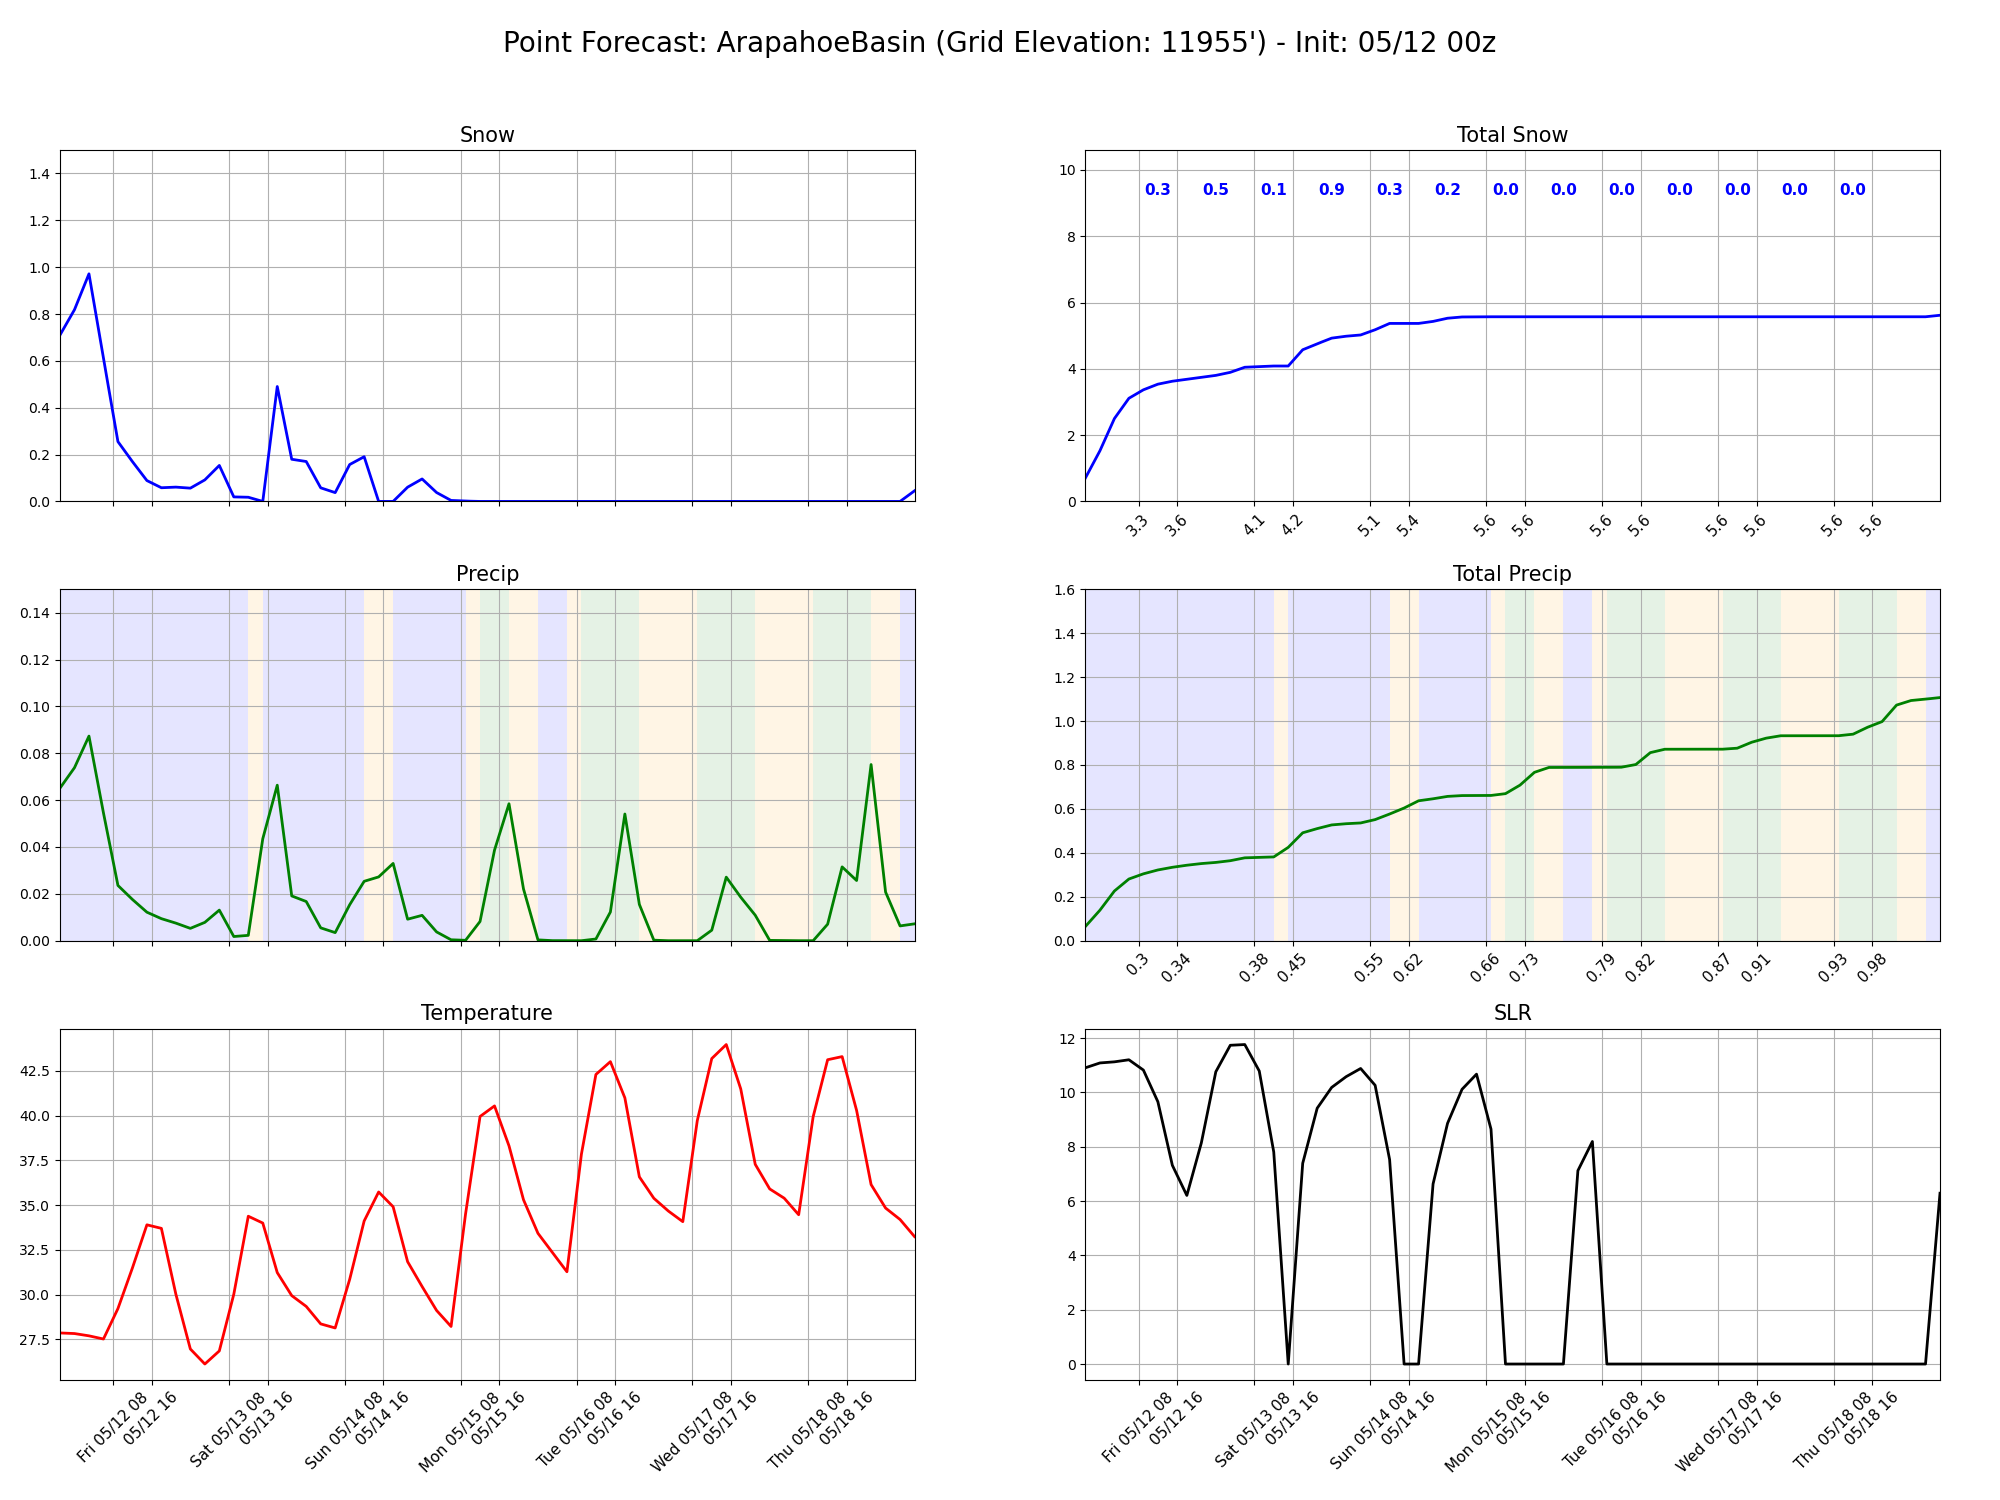 Point Forecast: ArapahoeBasin (Grid Elevation: 11955') - Init: 05/12 00z
Snow
1.4
1.2
1.0
0.8
0.6
0.4
0.2
0.0
Total Snow
10
8
6
4
2
0
0.3 0.5 0.1 0.9 0.3 0.2 0.0 0.0 0.0 0.0 0.0 0.0 0.0
3.3 3.6 4.1 4.2 5.1 5.4 5.6 5.6 5.6 5.6 5.6 5.6 5.6 5.6
Precip
0.14
0.12
0.10
0.08
0.06
0.04
0.02
0.00
Total Precip
1.6
1.4
1.2
1.0
0.8
0.6
0.4
0.2
0.0
0.3 0.34 0.38 0.45 0.55 0.62 0.66 0.73 0.79 0.82 0.87 0.91 0.93 0.98
Temperature
42.5
40.0
37.5
35.0
32.5
30.0
27.5
Fri 05/12 08
05/12 16
Sat 05/13 08
05/13 16
Sun 05/14 08
05/14 16
Mon 05/15 08
05/15 16
Tue 05/16 08
05/16 16
Wed 05/17 08
05/17 16
Thu 05/18 08
05/18 16
SLR
12
10
8
6
4
2
0
Fri 05/12 08
05/12 16
Sat 05/13 08
05/13 16
Sun 05/14 08
05/14 16
Mon 05/15 08
05/15 16
Tue 05/16 08
05/16 16
Wed 05/17 08
05/17 16
Thu 05/18 08
05/18 16